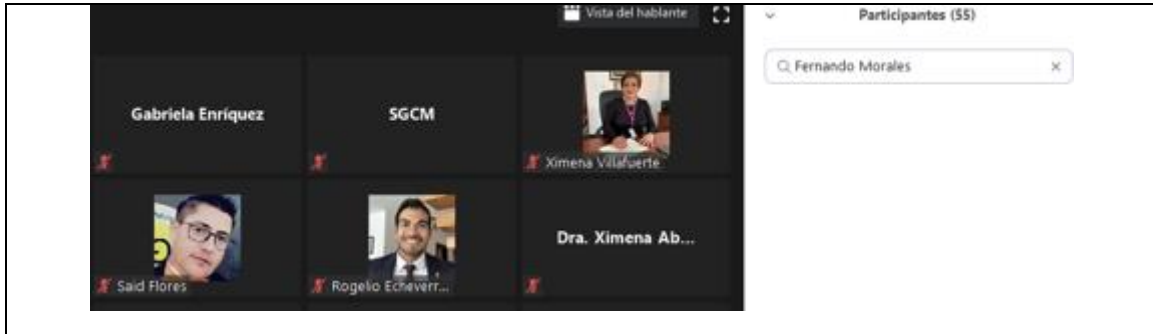 Vista del hablante
Participantes (55)
Fernando Morales
Gabriela Enríquez
SGCM
Ximena Villafuerte
Said Flores
Rogelio Echeverr...
Dra. Ximena Ab...